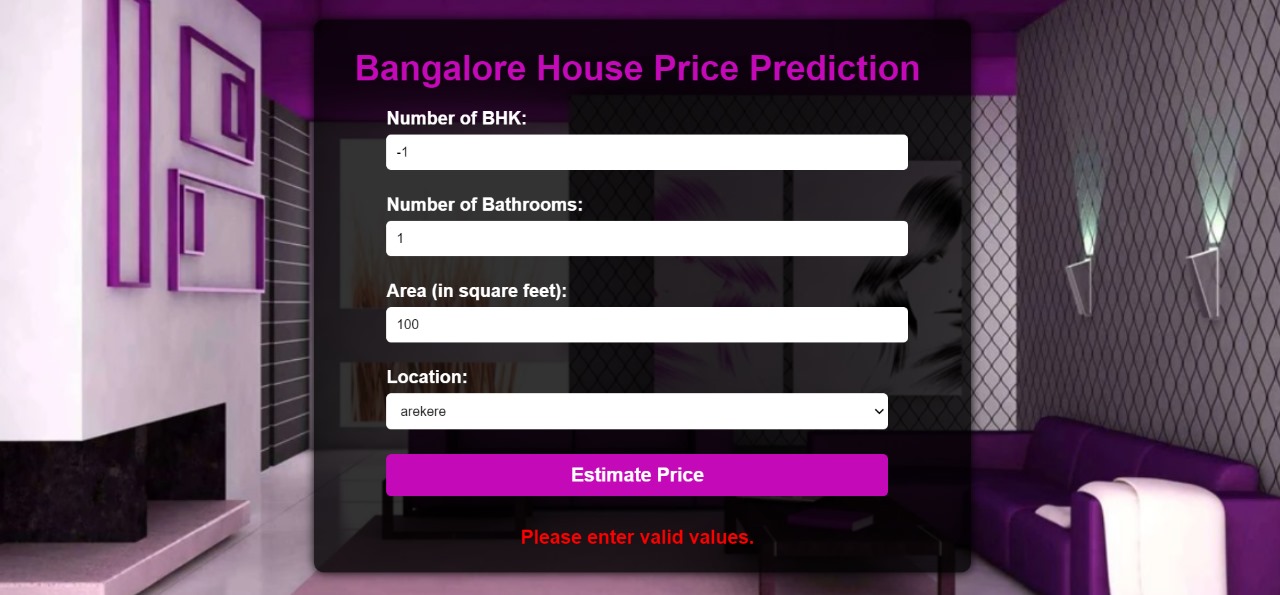 Bangalore House Price Prediction
Number of BHK:
-1
Number of Bathrooms:
1
Area (in square feet):
100
Location:
arekere
Estimate Price
Please enter valid values.